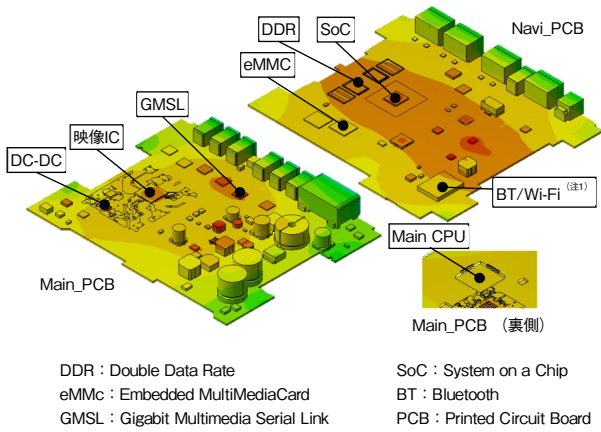 DDR
SoC
Navi_PCB
eMMC
GMSL
映像IC
DC-DC
BT/Wi-Fi（注1）
Main CPU
Main_PCB
Main_PCB （裏側）
DDR：Double Data Rate
eMMc：Embedded MultiMediaCard
GMSL：Gigabit Multimedia Serial Link
SoC：System on a Chip
BT：Bluetooth
PCB：Printed Circuit Board